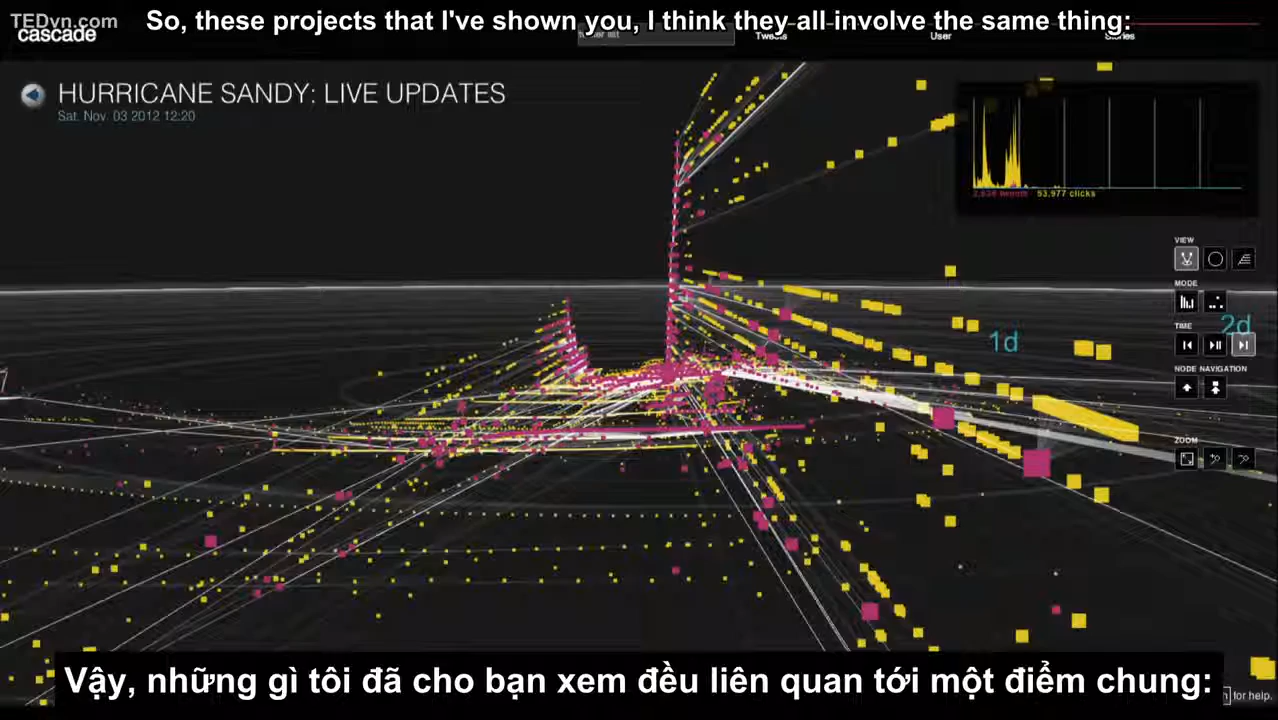 So, these projects that I've shown you, I think they all involve the same thing:
TEDvn.com
cascade
Tweets
User
Stories
HURRICANE SANDY: LIVE UPDATES
Sat. Nov. 03 2012 12:20
53,977 clicks
VIEW
MODE
TIME
2d
1d
NODE NAVIGATION
ZOOM
Vậy, những gì tôi đã cho bạn xem đều liên quan tới một điểm chung:
for help.